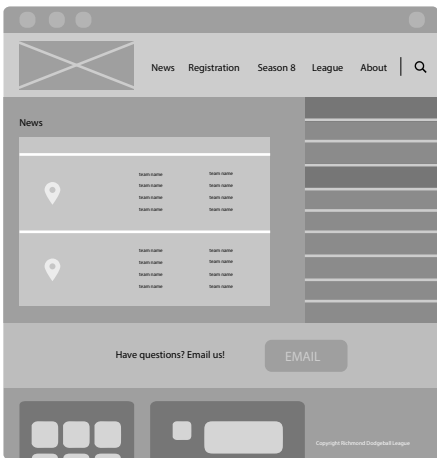 News Registration Season 8 League About
News
team name team name
team name team name
team name team name
team name team name
team name team name
team name team name
team name team name
team name team name
Have questions? Email us! EMAIL
Copyright Richmond Dodgeball League